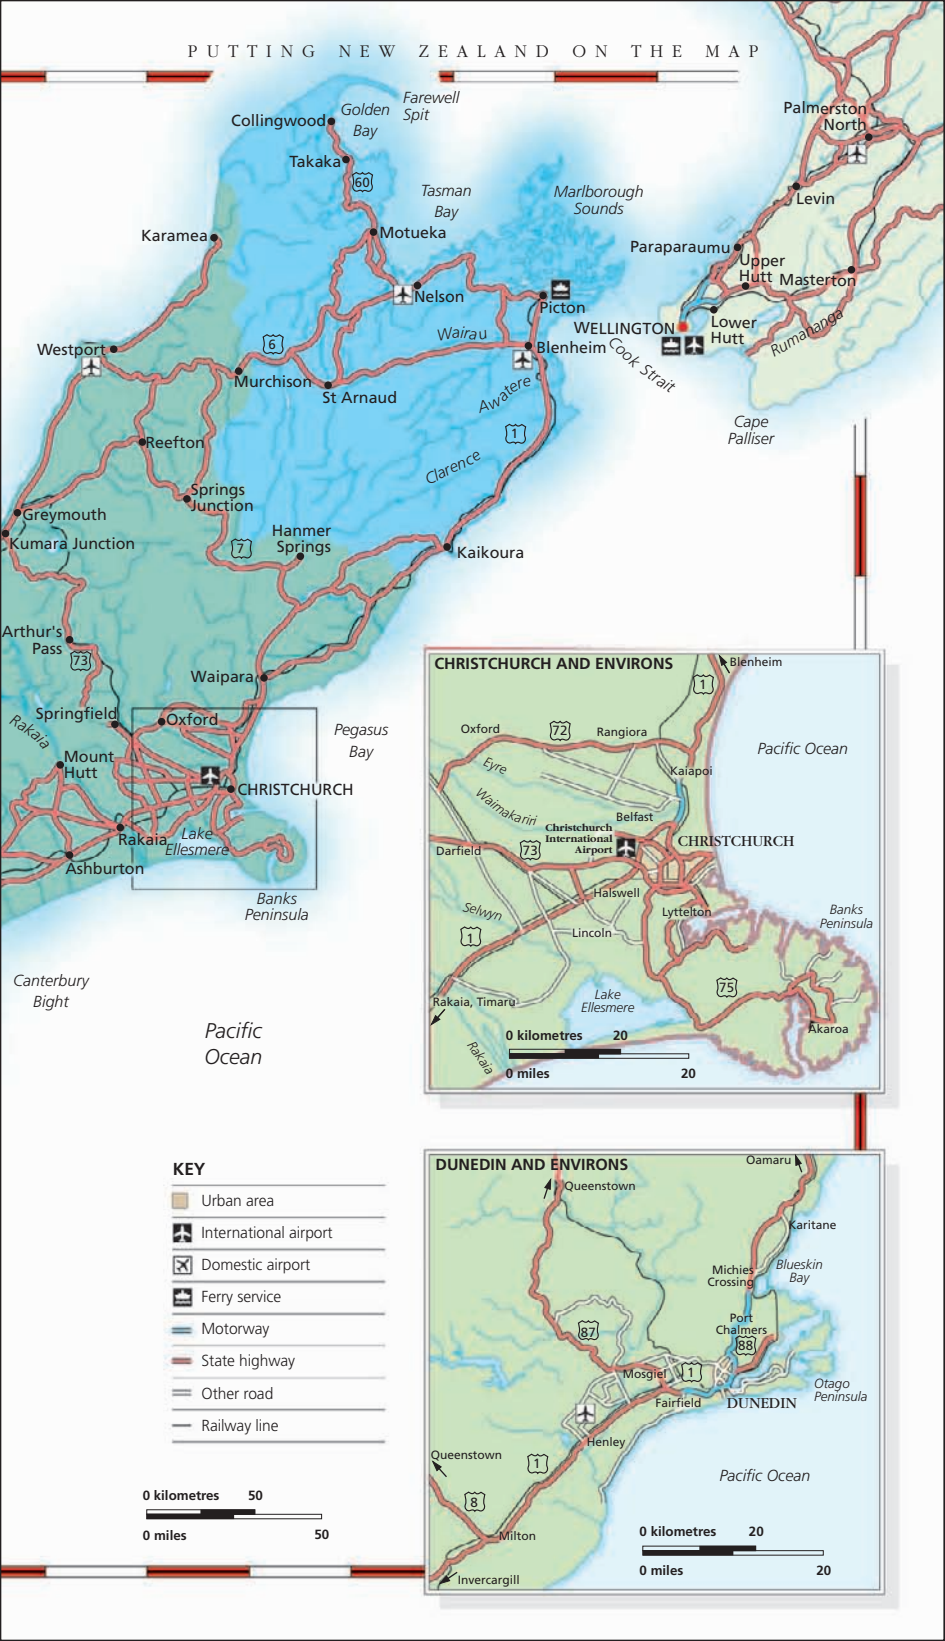 PUTTING NEW ZEALAND ON THE MAP
Farewell
Spit
Golden
Bay
Collingwood
Takaka
60
Tasman
Bay
Marlborough
Sounds
Palmerston
North
Levin
Karamea
Motueka
Paraparaumu
Upper
Hutt
Masterton
Nelson
Picton
WELLINGTON
Lower
Hutt
Rumahanga
Westport
6
Wairau
Blenheim
Cook Strait
Murchison
St Arnaud
Awatere
Cape
Palliser
Reefton
1
Clarence
Springs
Junction
Greymouth
Kumara Junction
Hanmer
Springs
7
Kaikoura
Arthur's
Pass
73
Waipara
Springfield
Oxford
Rakaia
Pegasus
Bay
Mount
Hutt
CHRISTCHURCH
Rakaia
Lake
Ellesmere
Ashburton
Banks
Peninsula
Canterbury
Bight
Pacific
Ocean
CHRISTCHURCH AND ENVIRONS
Blenheim
1
Oxford
72
Rangiora
Pacific Ocean
Eyre
Kaiapoi
Waimakariri
Belfast
Christchurch
International
Airport
CHRISTCHURCH
Darfield
73
Halswell
Selwyn
Lyttelton
Banks
Peninsula
1
Lincoln
75
Rakaia, Timaru
Lake
Ellesmere
Akaroa
Rakaia
0 kilometres 20
0 miles 20
KEY
Urban area
International airport
Domestic airport
Ferry service
Motorway
State highway
Other road
Railway line
0 kilometres 50
0 miles 50
DUNEDIN AND ENVIRONS
Oamaru
Queenstown
Karitane
Michies
Crossing
Blueskin
Bay
Port
Chalmers
87
88
Mosgiel
1
Otago
Peninsula
Fairfield
DUNEDIN
Henley
Queenstown
1
Pacific Ocean
8
Milton
0 kilometres 20
0 miles 20
Invercargill